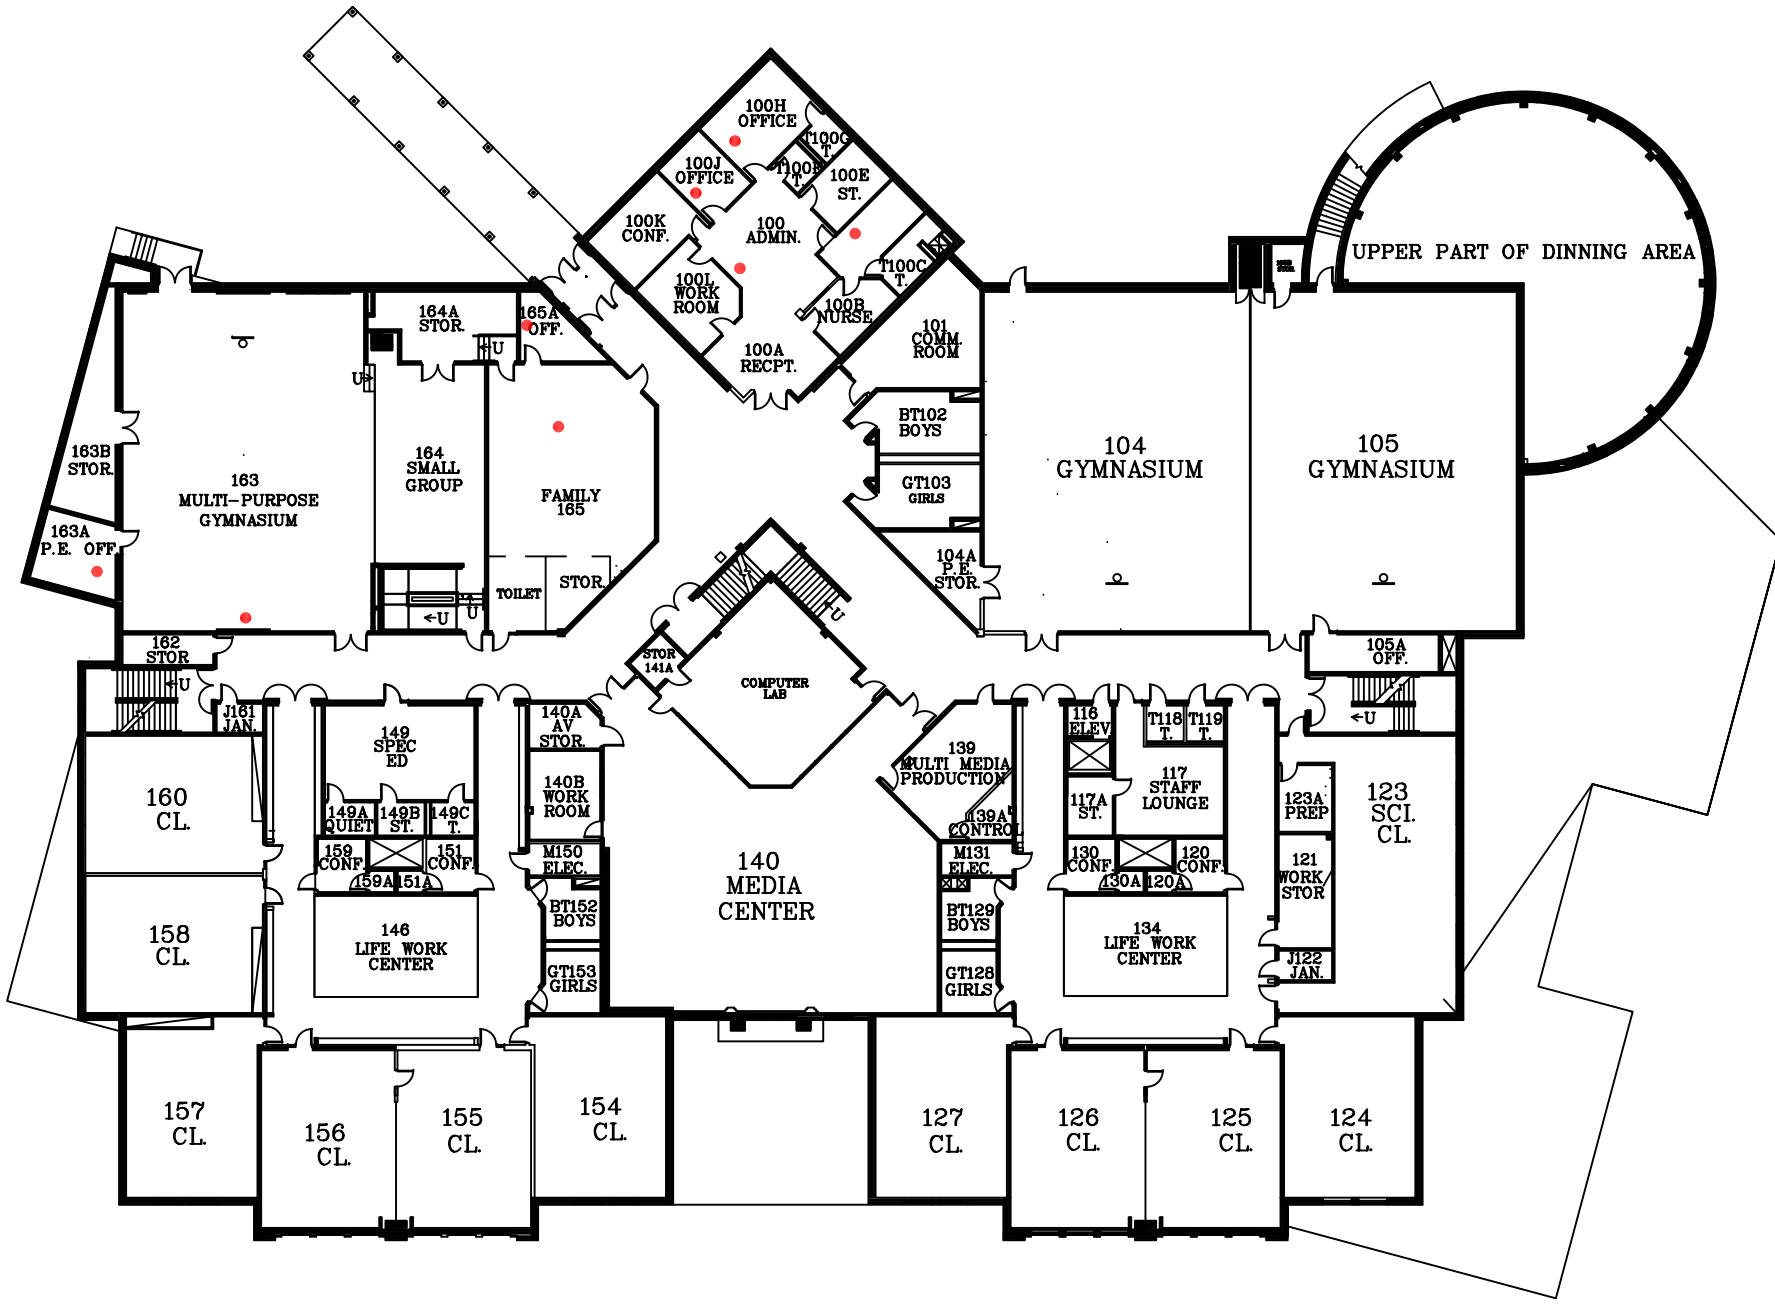 100H
OFFICE
T100G
T.
100J
OFFICE
T100F
T.
100E
ST.
100K
CONF.
100
ADMIN.
T100C
T.
100L
WORK
ROOM
100B
NURSE
100A
RECPT.
101
COMM.
ROOM
UPPER PART OF DINNING AREA
164A
STOR.
U
165A
OFF.
U
BT102
BOYS
GT103
GIRLS
104
GYMNASIUM
105
GYMNASIUM
163B
STOR.
163
MULTI-PURPOSE
GYMNASIUM
164
SMALL
GROUP
FAMILY
165
163A
P.E. OFF.
104A
P.E.
STOR.
TOILET
STOR.
U
U
U
162
STOR
U
STOR
141A
COMPUTER
LAB
105A
OFF.
U
J161
JAN.
149
SPEC
ED
140A
AV
STOR.
139
MULTI MEDIA
PRODUCTION
116
ELEV
T118
T.
T119
T.
117
STAFF
LOUNGE
117A
ST.
160
CL.
149A
QUIET
149B
ST.
149C
T.
140B
WORK
ROOM
139A
CONTROL
123A
PREP
123
SCI.
CL.
159
CONF.
151
CONF.
159A
151A
M150
ELEC.
140
MEDIA
CENTER
M131
ELEC.
130
CONF.
120
CONF.
130A
120A
121
WORK
STOR
158
CL.
146
LIFE WORK
CENTER
BT152
BOYS
GT153
GIRLS
BT129
BOYS
GT128
GIRLS
134
LIFE WORK
CENTER
J122
JAN.
157
CL.
156
CL.
155
CL.
154
CL.
127
CL.
126
CL.
125
CL.
124
CL.